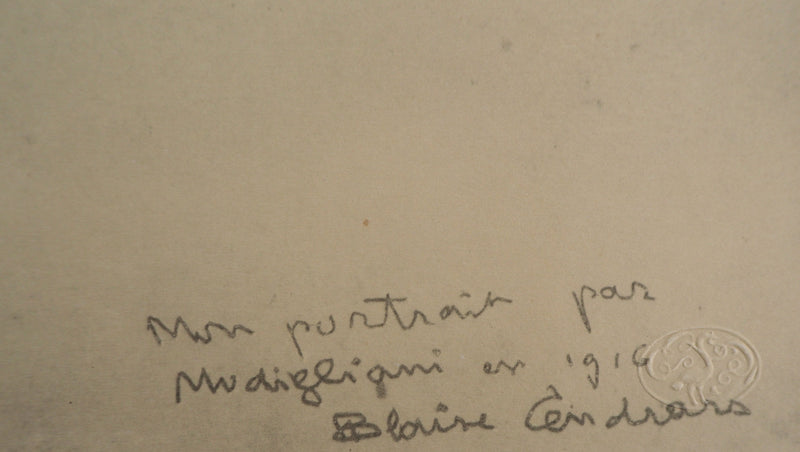 Mon portrait par
Modigliani en 1916
Blaise Cendrars